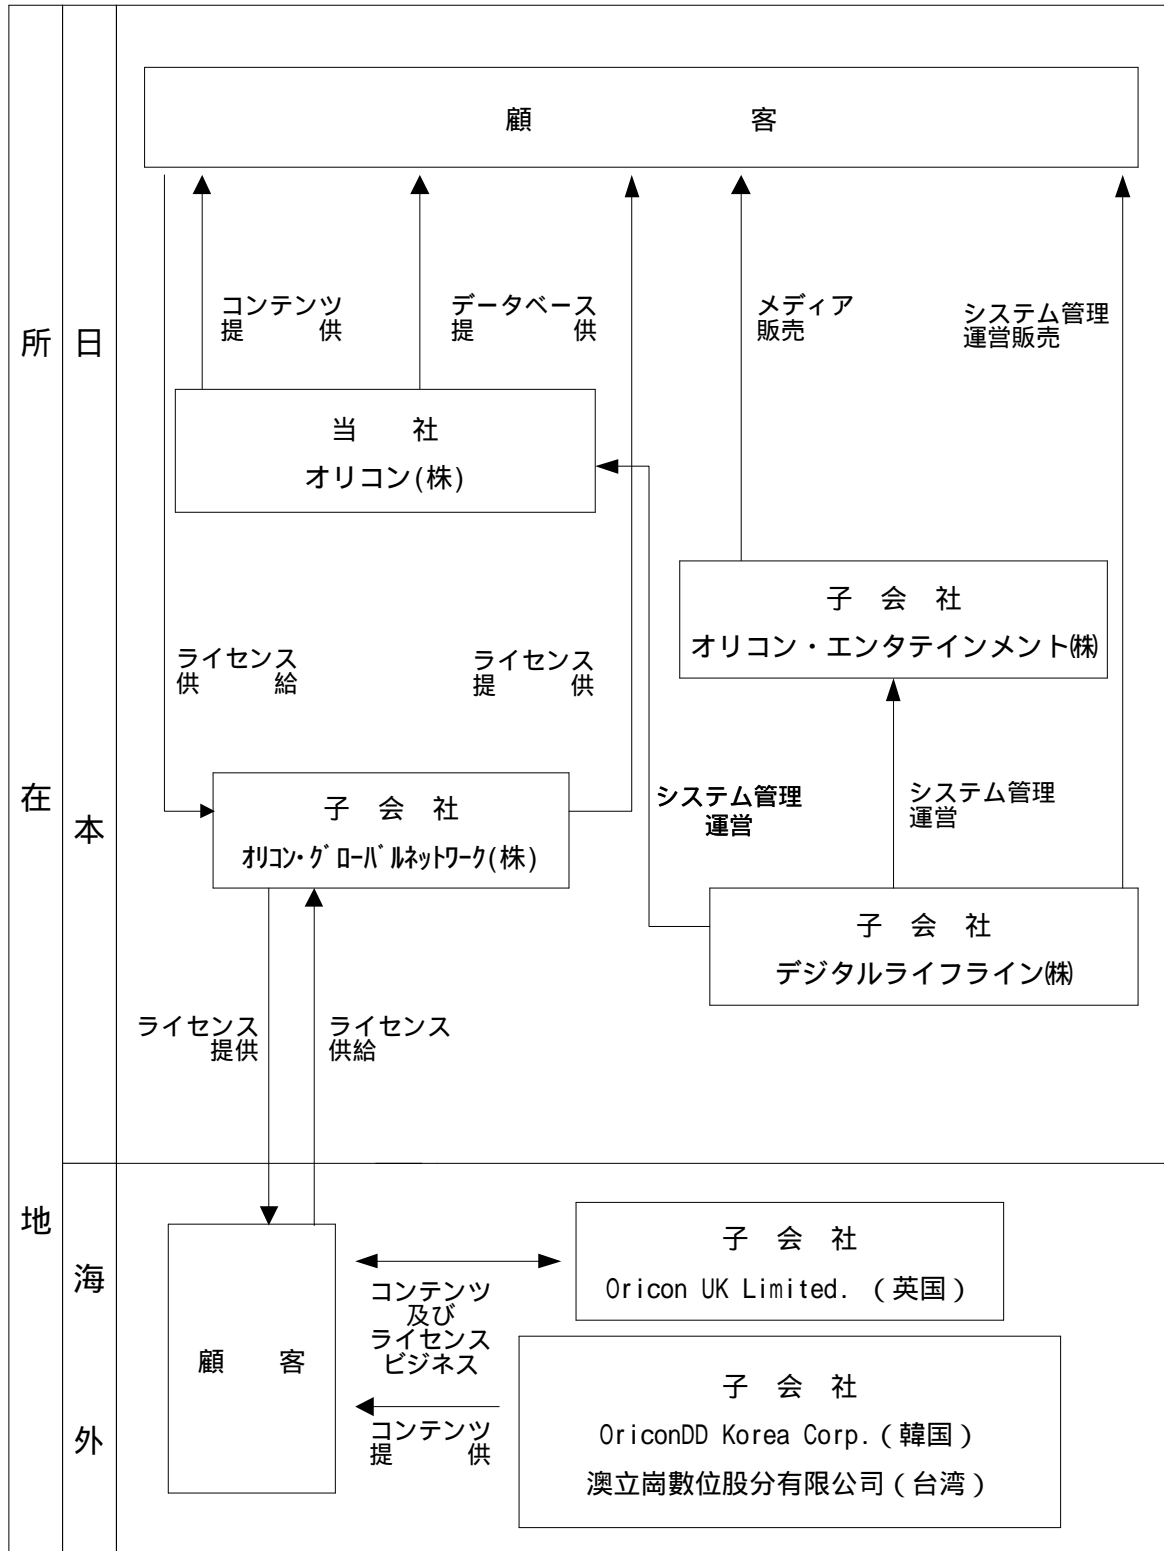 所在地
日本
顧客
コンテンツ
提供
データベース
提供
メディア
販売
システム管理
運営販売
当社
オリコン(株)
子会社
オリコン・エンタテインメント㈱
ライセンス
供給
ライセンス
提供
子会社
ｵﾘｺﾝ・ｸﾞﾛｰﾊﾞﾙﾈｯﾄﾜｰｸ(株)
システム管理
運営
システム管理
運営
子会社
デジタルライフライン㈱
ライセンス
提供
ライセンス
供給
海外
顧客
コンテンツ
及び
ライセンス
ビジネス
子会社
Oricon UK Limited. （英国）
コンテンツ
提供
子会社
OriconDD Korea Corp.（韓国）
澳立崗數位股分有限公司（台湾）